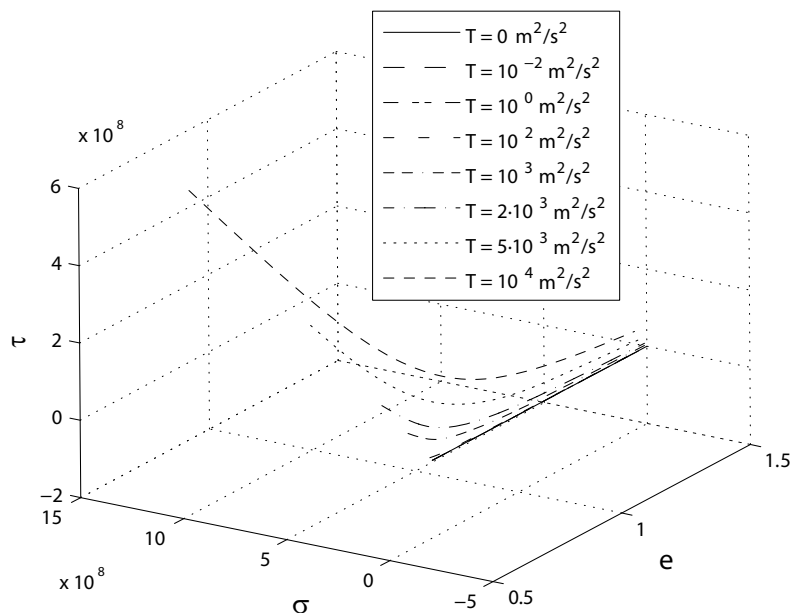 T = 0 m²/s²
T = 10⁻² m²/s²
T = 10⁰ m²/s²
T = 10² m²/s²
T = 10³ m²/s²
T = 2·10³ m²/s²
T = 5·10³ m²/s²
T = 10⁴ m²/s²
x 10⁸
6
4
2
0
−2
τ
15
10
5
0
−5
x 10⁸
σ
0.5
1
1.5
e